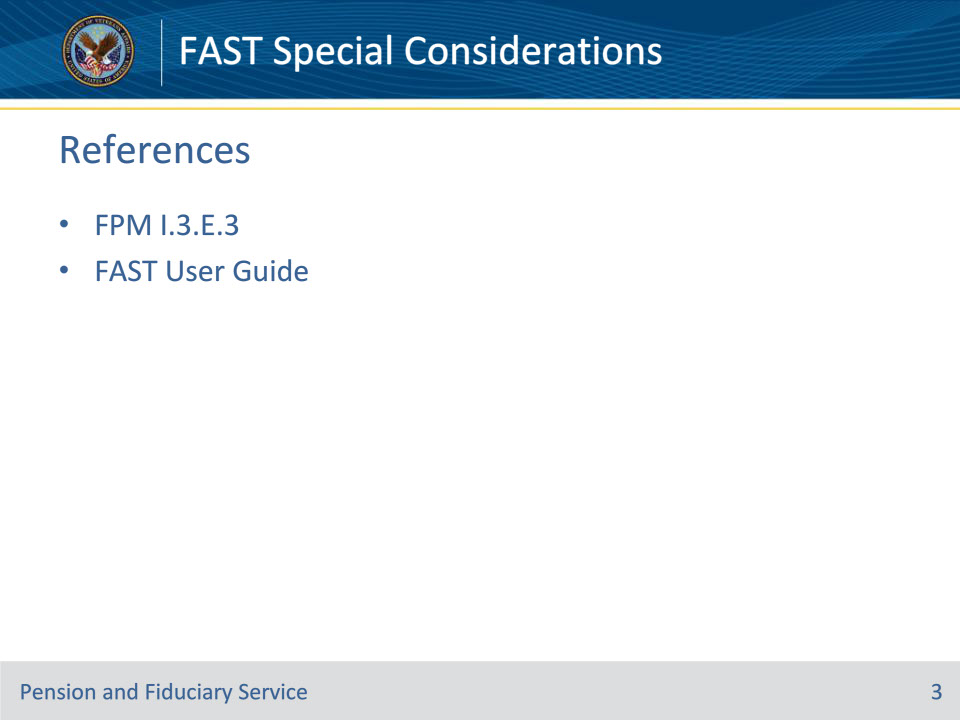 FAST Special Considerations
References
• FPM I.3.E.3
• FAST User Guide
Pension and Fiduciary Service
3